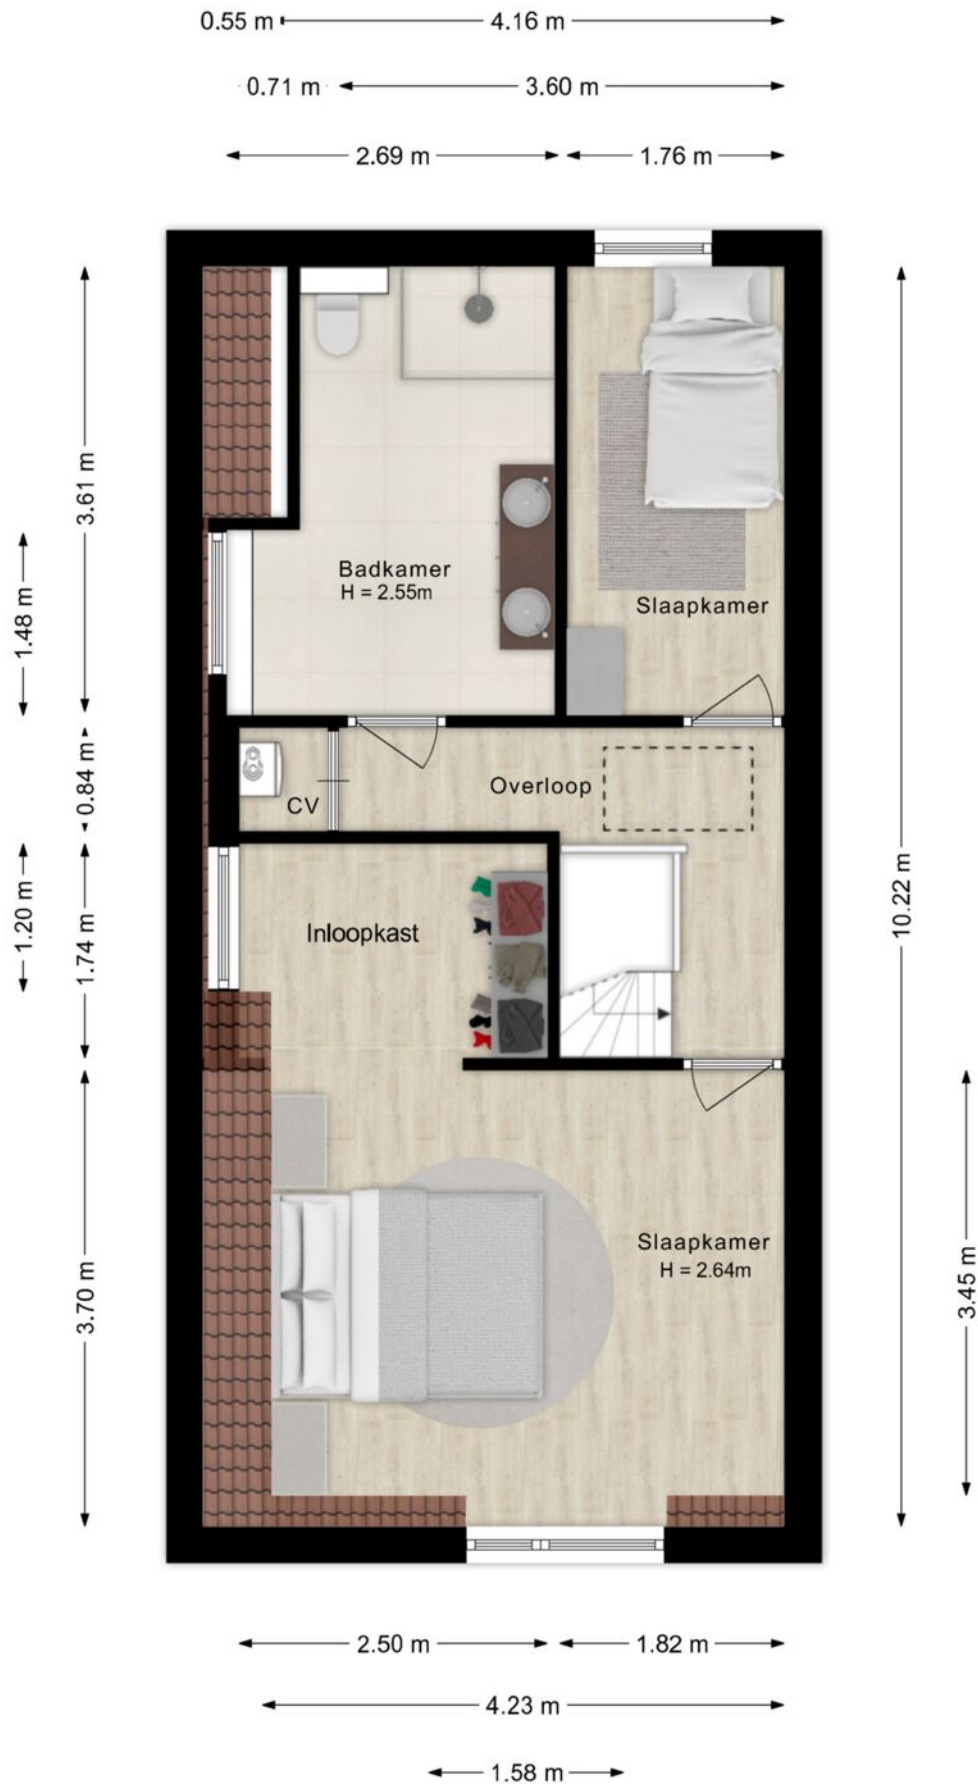 0.55 m
4.16 m
0.71 m
3.60 m
2.69 m
1.76 m
3.61 m
1.48 m
Badkamer
H = 2.55m
Slaapkamer
0.84 m
Overloop
CV
1.20 m
1.74 m
Inloopkast
10.22 m
3.70 m
Slaapkamer
H = 2.64m
3.45 m
2.50 m
1.82 m
4.23 m
1.58 m